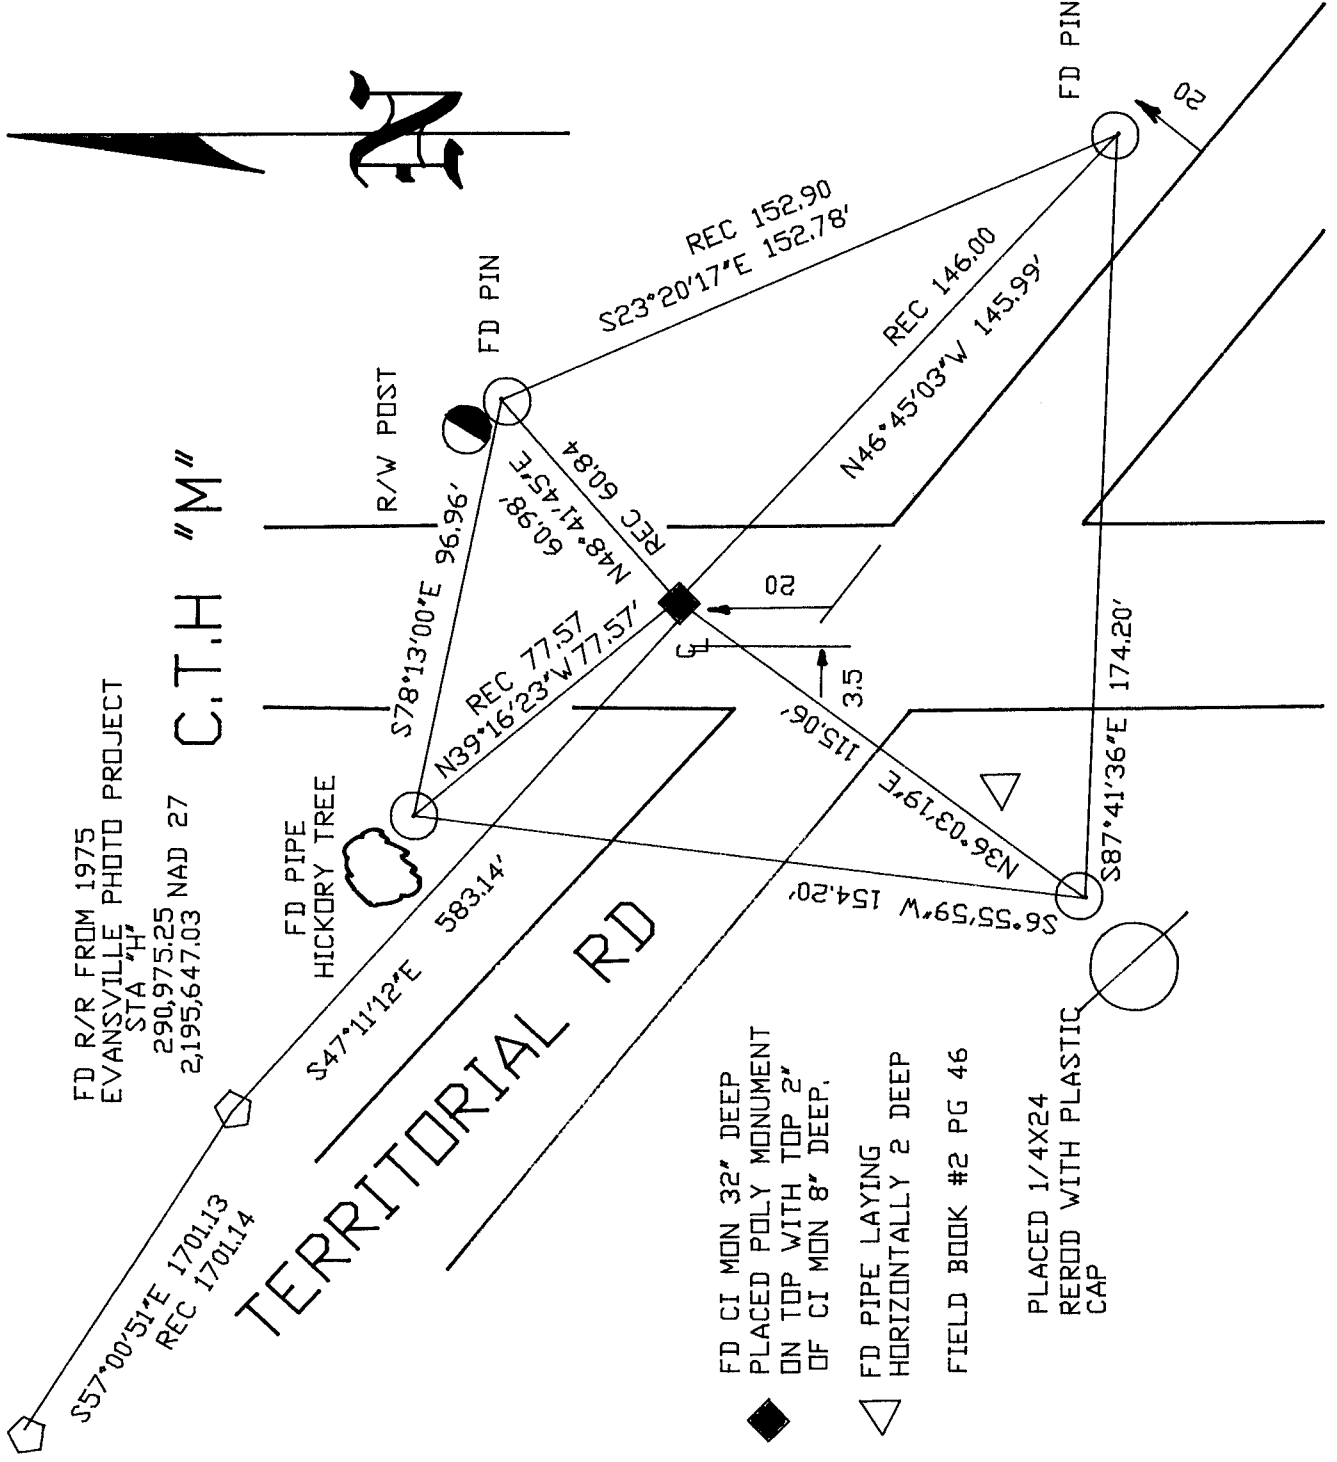 FD R/R FROM 1975
EVANSVILLE PHOTO PROJECT
STA "H"
290,975.25
2,195,647.03 NAD 27
C.T.H "M"
N
S57°00'51"E 1701.13
REC 1701.14
S47°11'12"E 583.14'
TERRITORIAL RD
FD PIPE
HICKORY TREE
R/W POST
FD PIN
S78°13'00"E 96.96'
REC 77.57
N39°16'23"W 77.57'
N48°41'45"E
60.98'
REC 60.84
REC 152.90
S23°20'17"E 152.78'
REC 146.00
N46°45'03"W 145.99'
FD PIN
20
20
CL
3.5
N36°03'19"E 115.06'
S6°55'59"W 154.20'
S87°41'36"E 174.20'
FD CI MON 32" DEEP
PLACED POLY MONUMENT
ON TOP WITH TOP 2"
OF CI MON 8" DEEP.
FD PIPE LAYING
HORIZONTALLY 2 DEEP
FIELD BOOK #2 PG 46
PLACED 1/4X24
REROD WITH PLASTIC
CAP